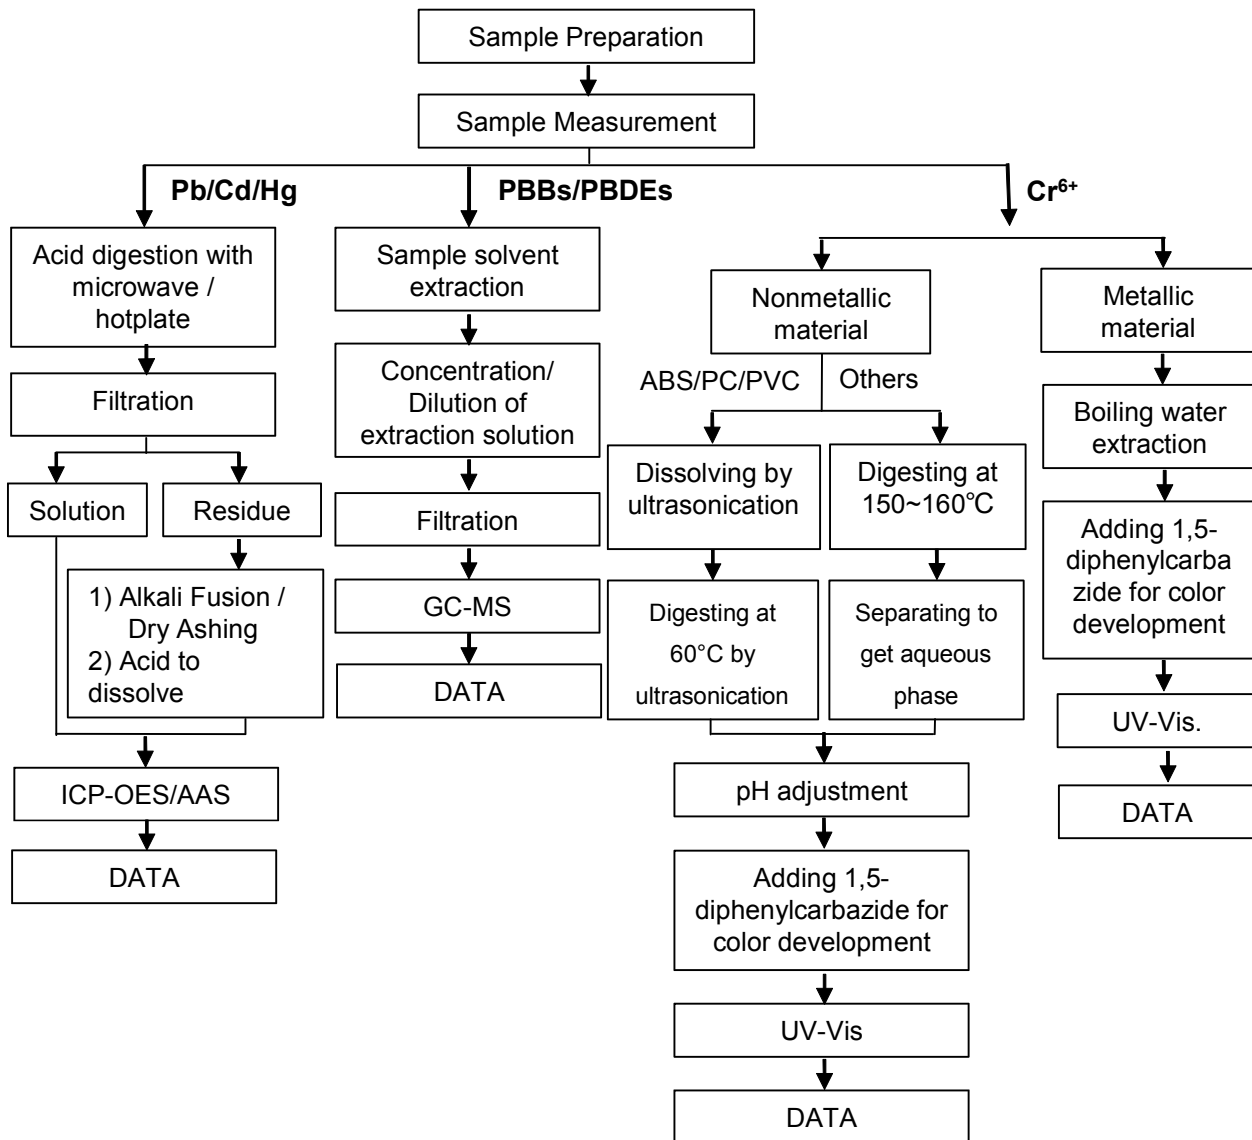 Sample Preparation
Sample Measurement
Pb/Cd/Hg
PBBs/PBDEs
Cr⁶⁺
Acid digestion with
microwave /
hotplate
Filtration
Solution
Residue
1) Alkali Fusion /
Dry Ashing
2) Acid to
dissolve
ICP-OES/AAS
DATA
Sample solvent
extraction
Concentration/
Dilution of
extraction solution
Filtration
GC-MS
DATA
Nonmetallic
material
ABS/PC/PVC
Others
Dissolving by
ultrasonication
Digesting at
60°C by
ultrasonication
Digesting at
150~160℃
Separating to
get aqueous
phase
pH adjustment
Adding 1,5-
diphenylcarbazide for
color development
UV-Vis
DATA
Metallic
material
Boiling water
extraction
Adding 1,5-
diphenylcarba
zide for color
development
UV-Vis.
DATA